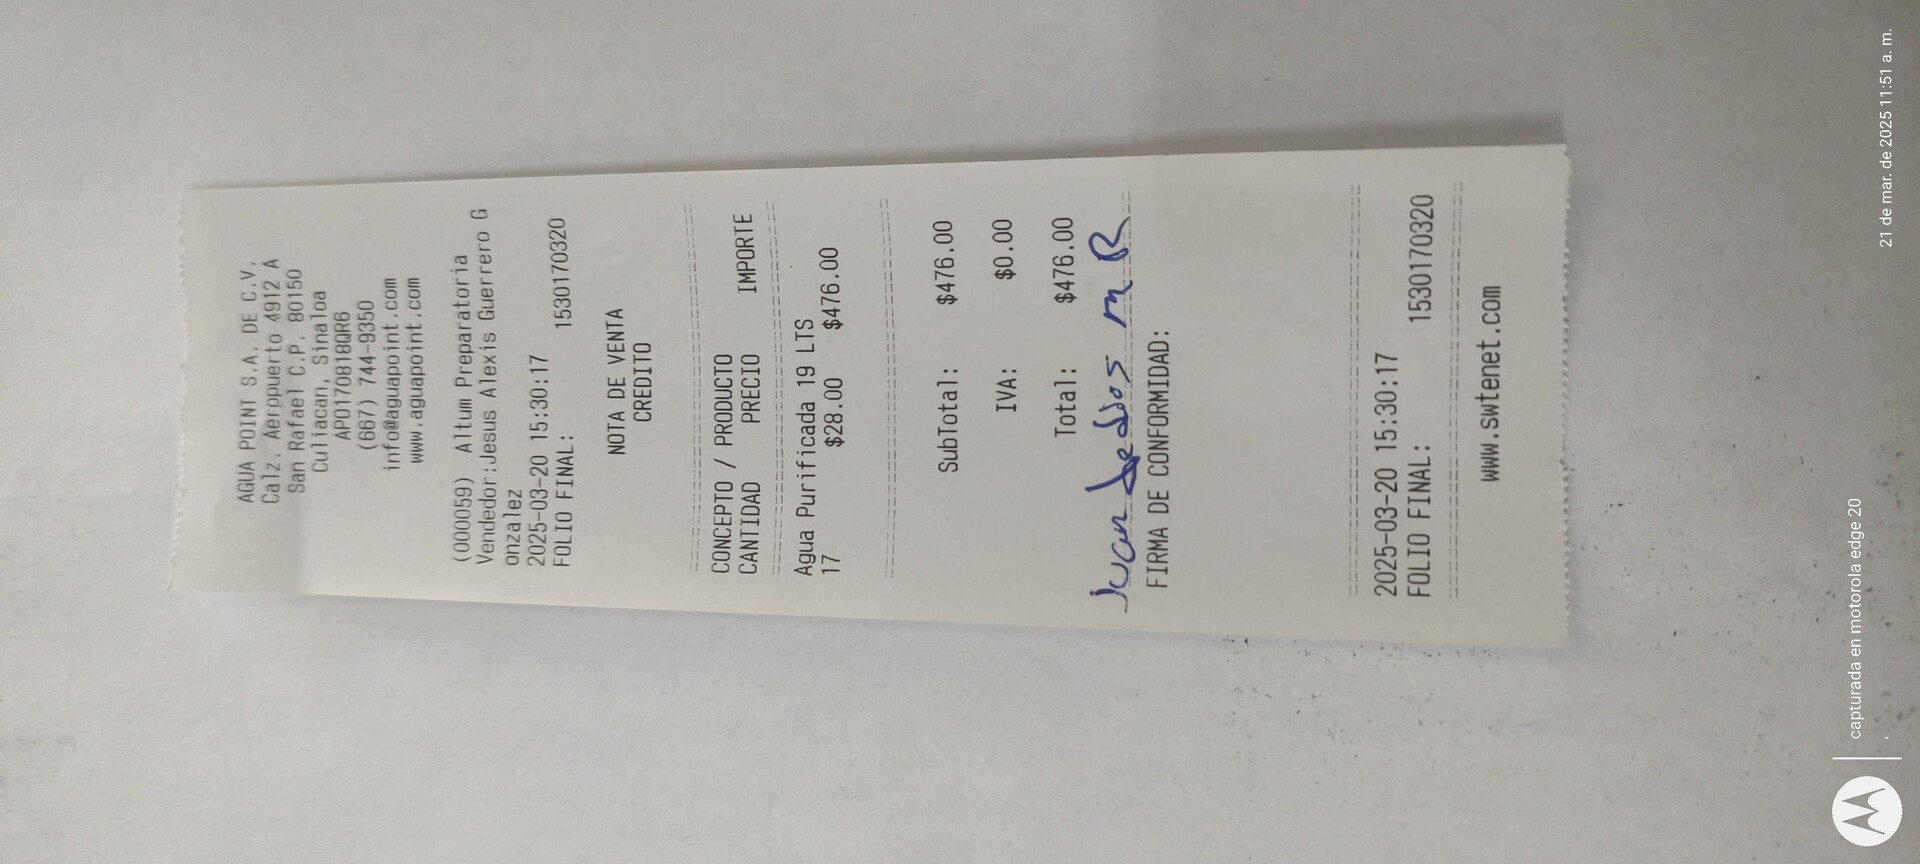 AGUA POINT S.A. DE C.V.
Calz. Aeropuerto 4912 A
San Rafael C.P. 80150
Culiacan, Sinaloa
APO170818QR6
(667) 744-9350
info@aguapoint.com
www.aguapoint.com
(000059) Altum Preparatoria
Vendedor:Jesus Alexis Guerrero G
onzalez
2025-03-20 15:30:17
FOLIO FINAL: 1530170320
NOTA DE VENTA
CREDITO
CONCEPTO / PRODUCTO
CANTIDAD PRECIO IMPORTE
Agua Purificada 19 LTS
17 $28.00 $476.00
SubTotal: $476.00
IVA: $0.00
Total: $476.00
Juan de Dios M R
FIRMA DE CONFORMIDAD:
2025-03-20 15:30:17
FOLIO FINAL: 1530170320
www.swtenet.com
capturada en motorola edge 20
21 de mar. de 2025 11:51 a. m.